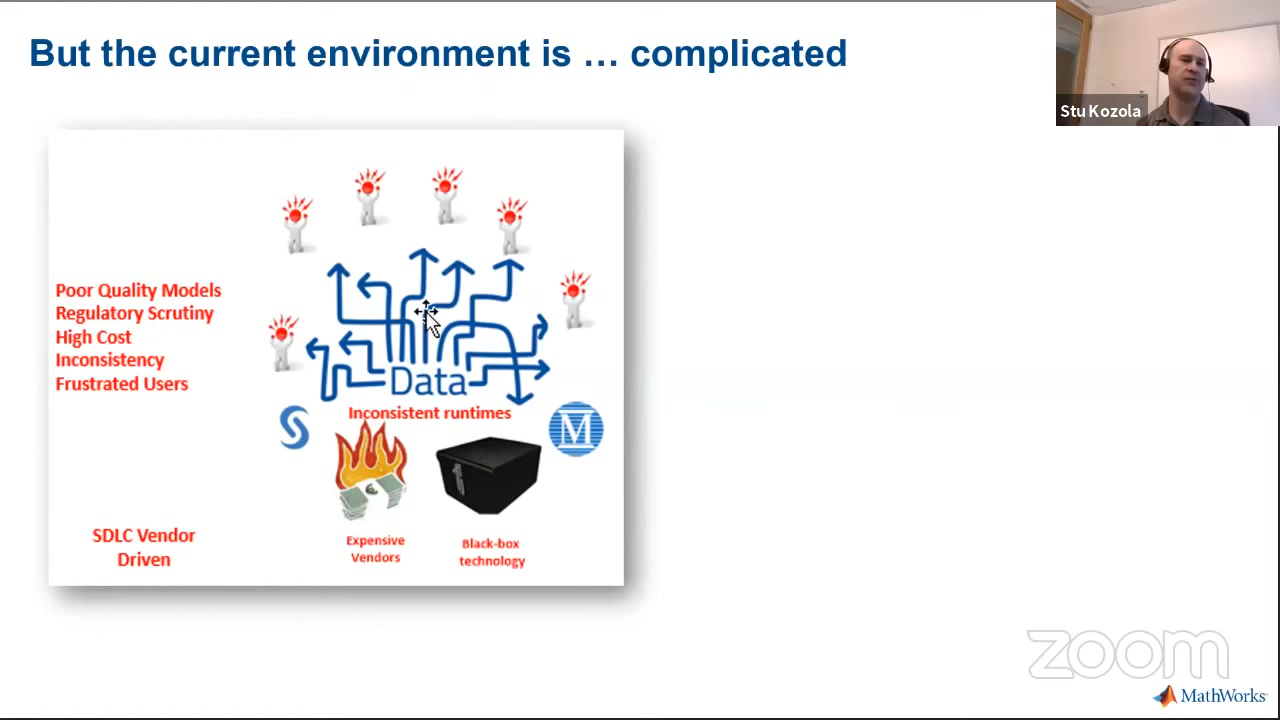 But the current environment is … complicated
Stu Kozola
Poor Quality Models
Regulatory Scrutiny
High Cost
Inconsistency
Frustrated Users
Data
Inconsistent runtimes
S
M
SDLC Vendor
Driven
Expensive
Vendors
Black-box
technology
zoom
MathWorks